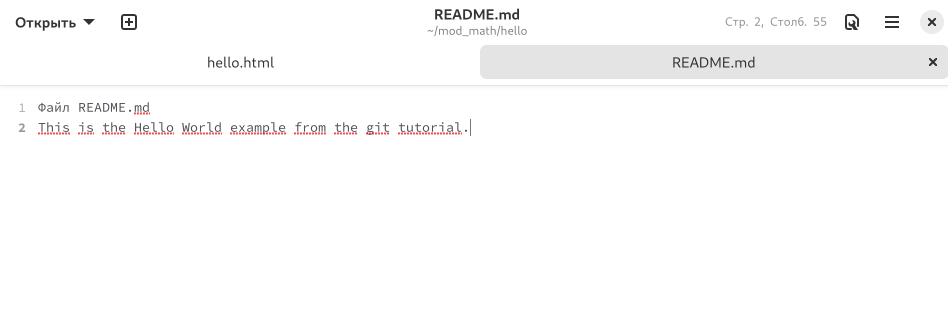 Открыть
README.md
~/mod_math/hello
Стр. 2, Столб. 55
hello.html
README.md
1 Файл README.md
2 This is the Hello World example from the git tutorial.